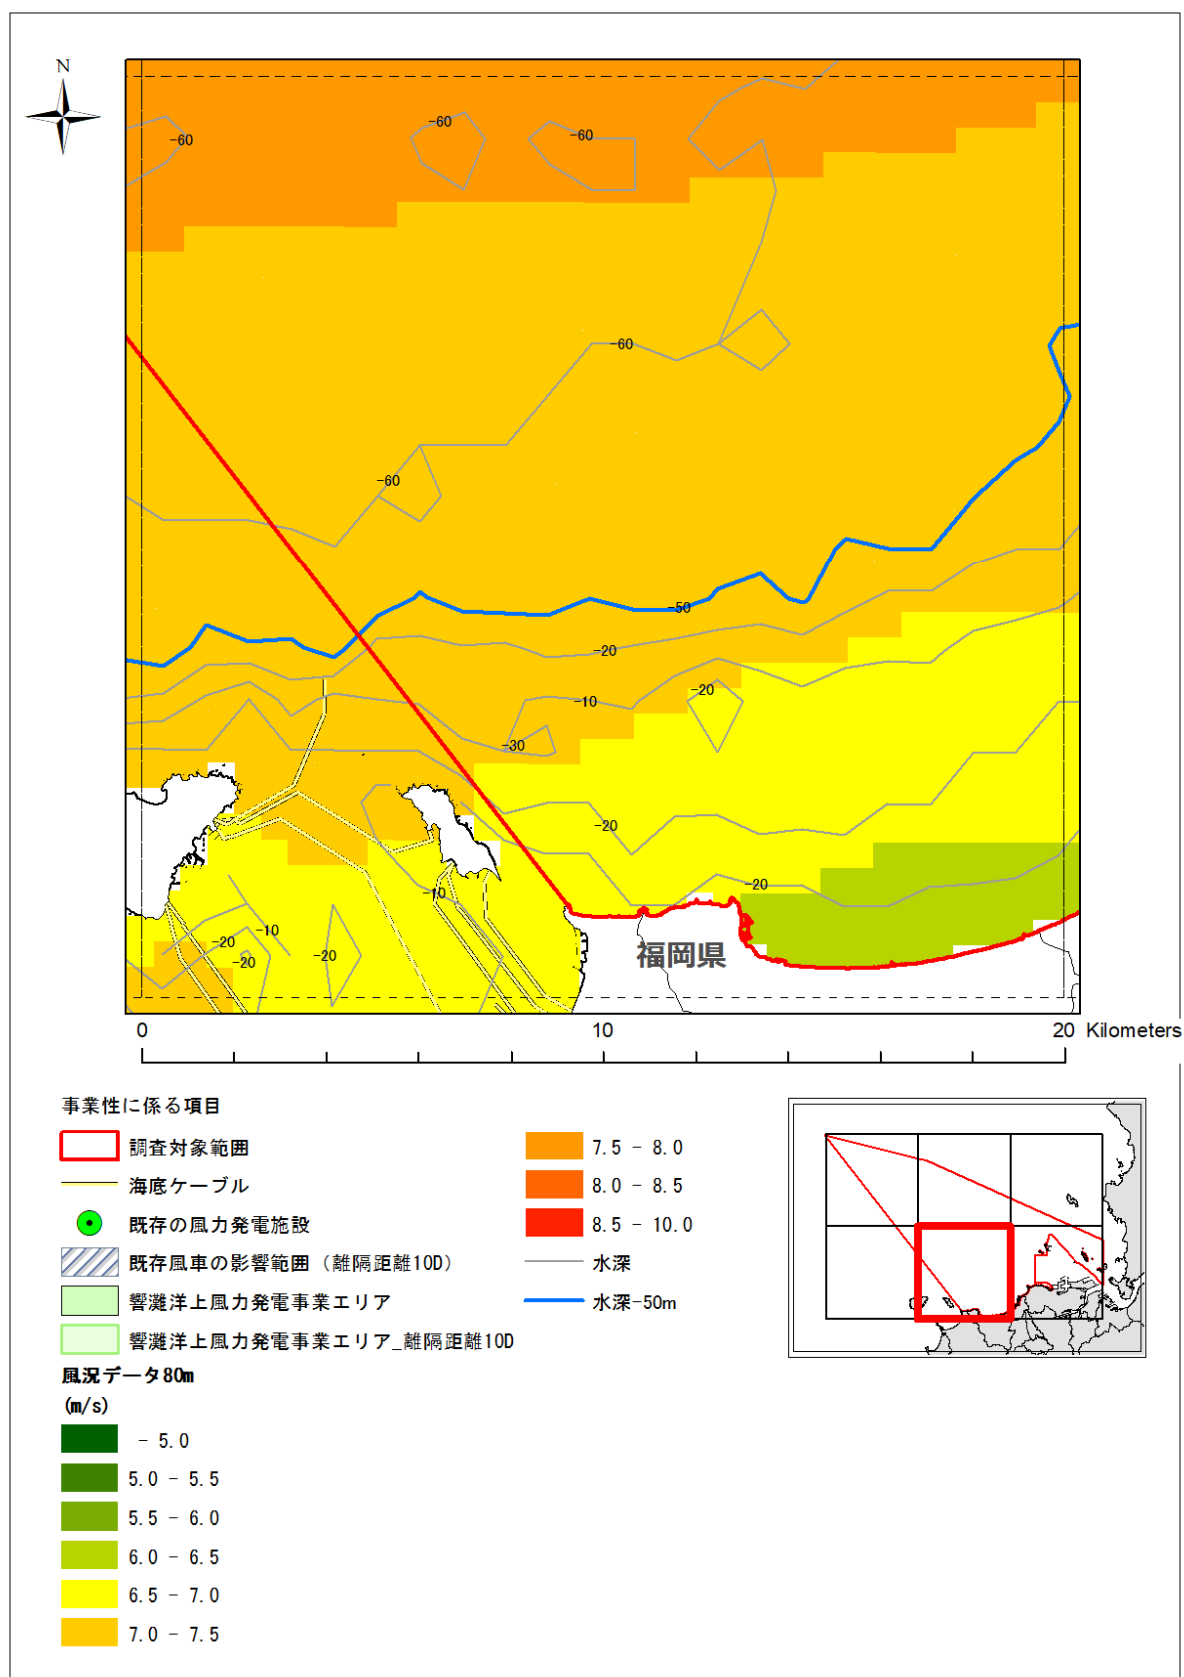 N
-60
-60
-60
-60
-60
-50
-20
-20
-10
-30
-20
-20
-10
-10
-20
-20
-20
福岡県
0 10 20 Kilometers
事業性に係る項目
調査対象範囲
海底ケーブル
既存の風力発電施設
既存風車の影響範囲（離隔距離10D）
響灘洋上風力発電事業エリア
響灘洋上風力発電事業エリア_離隔距離10D
風況データ80m
(m/s)
- 5.0
5.0 - 5.5
5.5 - 6.0
6.0 - 6.5
6.5 - 7.0
7.0 - 7.5
7.5 - 8.0
8.0 - 8.5
8.5 - 10.0
水深
水深-50m